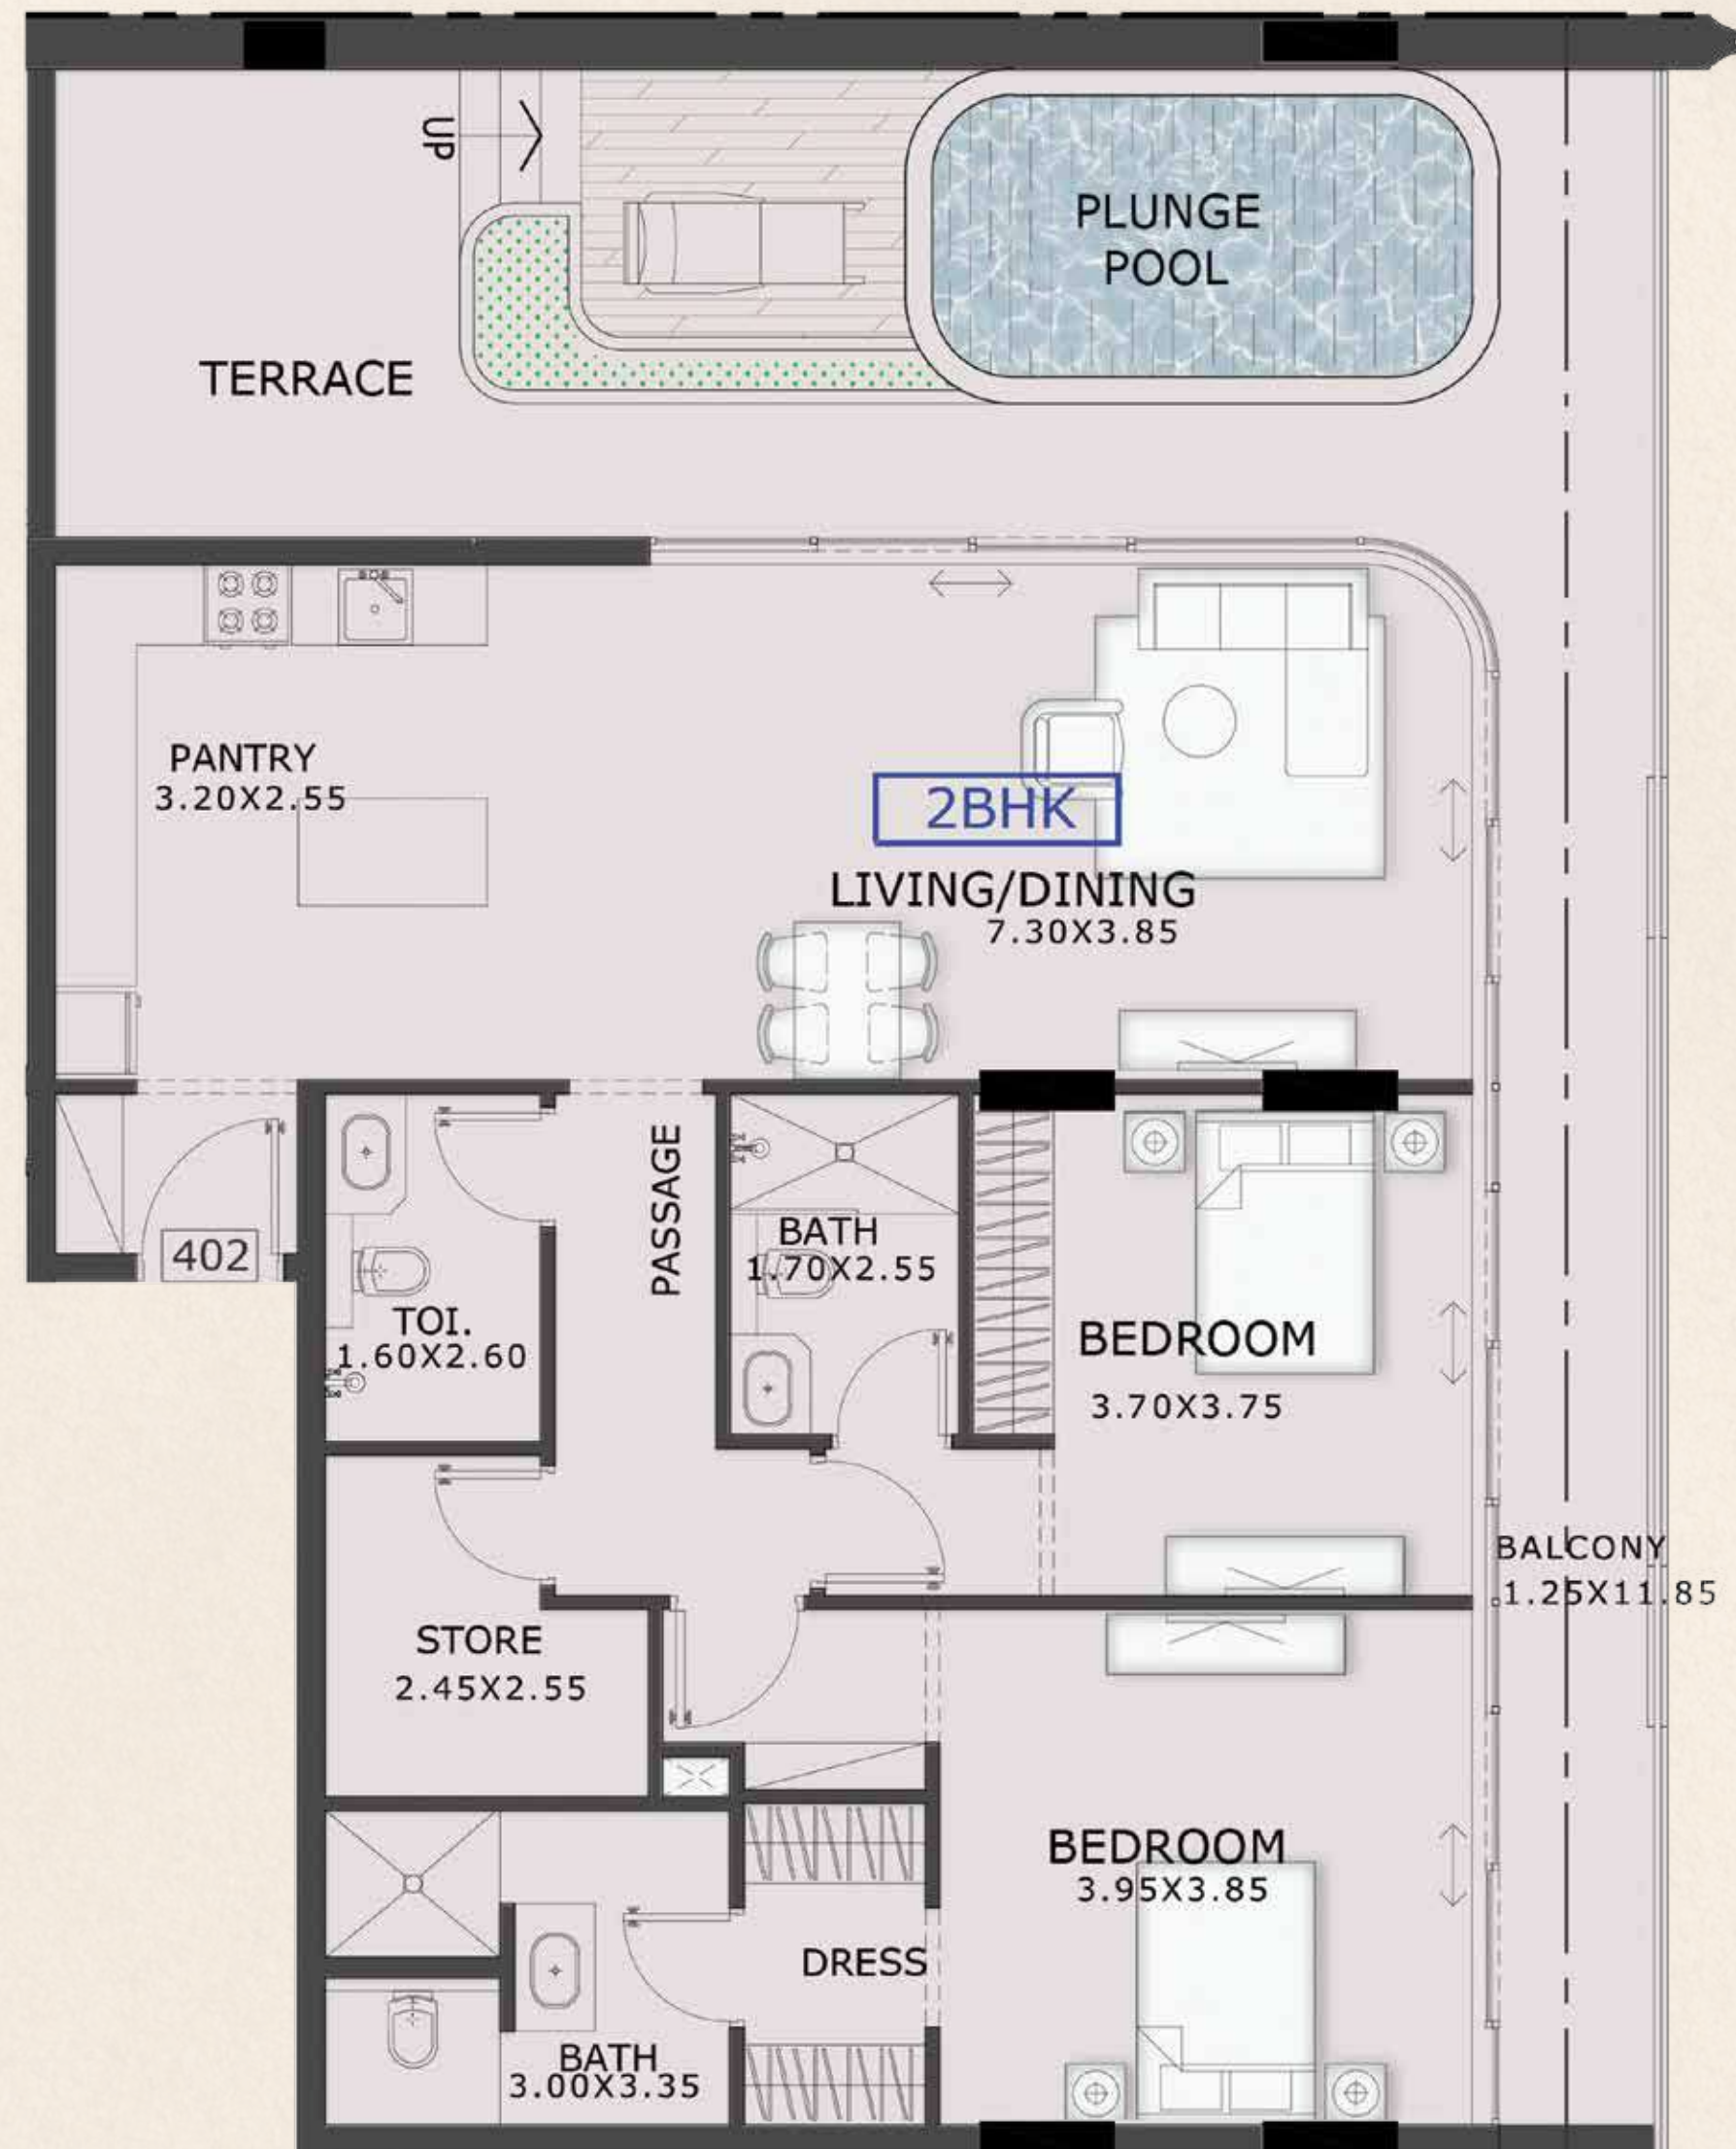 UP
PLUNGE
POOL
TERRACE
PANTRY
3.20X2.55
2BHK
LIVING/DINING
7.30X3.85
PASSAGE
402
BATH
1.70X2.55
TOI.
1.60X2.60
BEDROOM
3.70X3.75
BALCONY
1.25X11.85
STORE
2.45X2.55
BEDROOM
3.95X3.85
DRESS
BATH
3.00X3.35